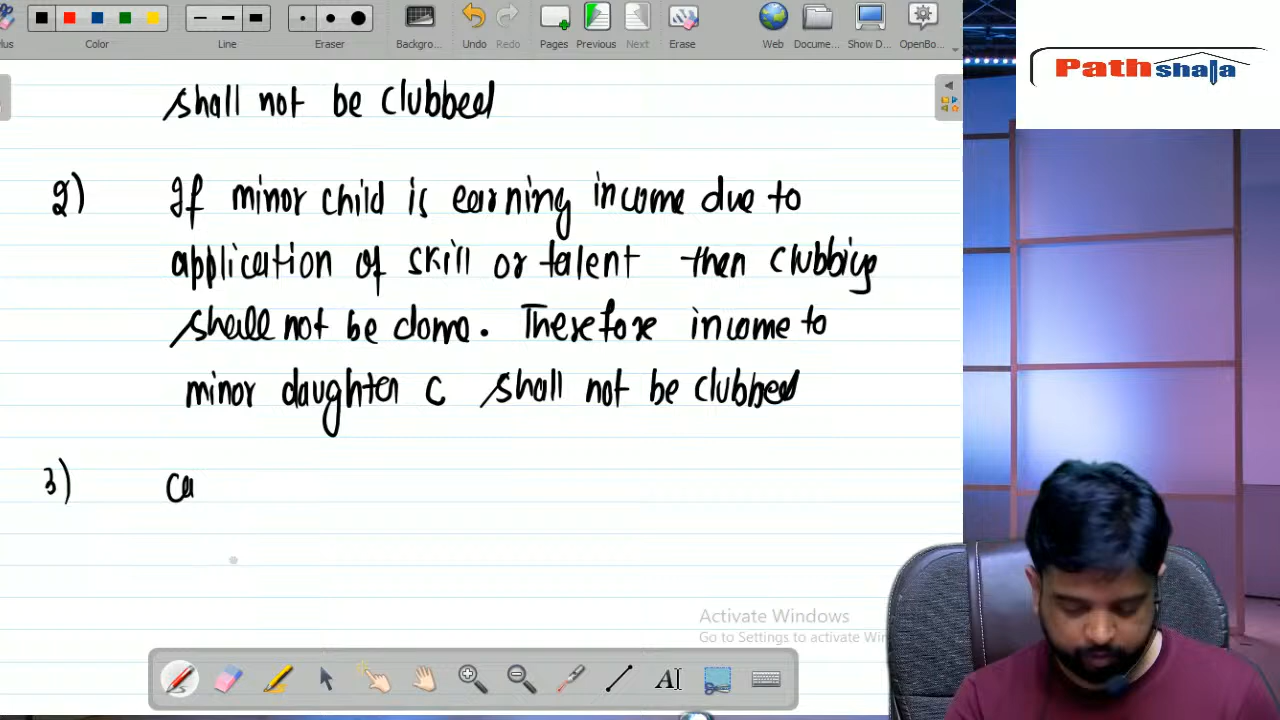 Color
Line
Eraser
Backgro...
Undo
Redo
Pages
Previous
Next
Erase
Web
Docume...
Show D...
OpenBo...
Pathshala
shall not be clubbed
2) If minor child is earning income due to
application of skill or talent then clubbing
shall not be done. Therefore income to
minor daughter C shall not be clubbed
3) ca
Activate Windows
Go to Settings to activate Win